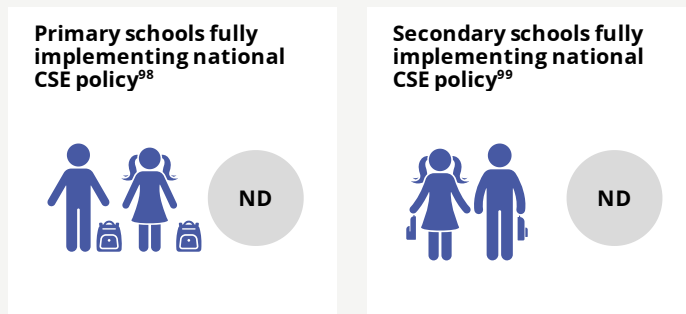 Primary schools fully
implementing national
CSE policy98
ND
Secondary schools fully
implementing national
CSE policy99
ND